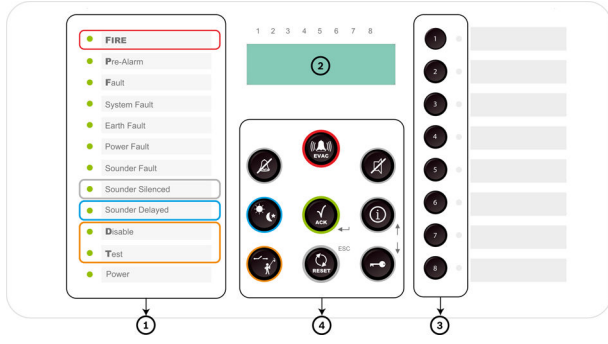 FIRE
Pre-Alarm
Fault
System Fault
Earth Fault
Power Fault
Sounder Fault
Sounder Silenced
Sounder Delayed
Disable
Test
Power
1
1 2 3 4 5 6 7 8
2
EVAC
ACK
ESC
RESET
4
1
2
3
4
5
6
7
8
3